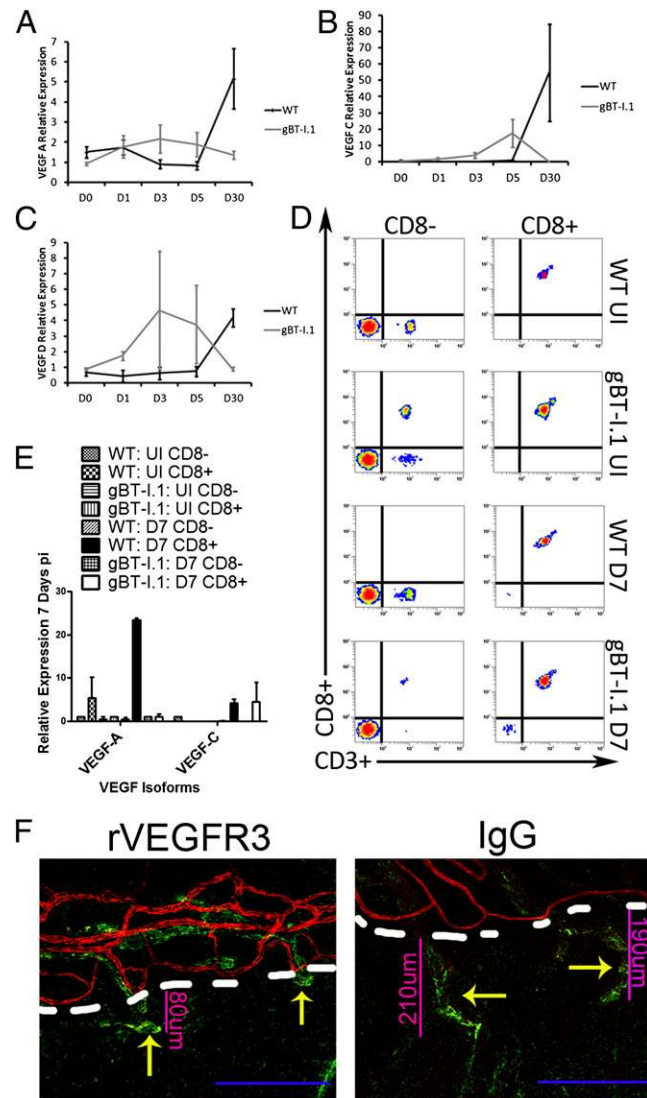 A
VEGF A Relative Expression
7
6
5
4
3
2
1
0
D0 D1 D3 D5 D30
WT
gBT-I.1
B
VEGF C Relative Expression
90
80
70
60
50
40
30
20
10
0
D0 D1 D3 D5 D30
WT
gBT-I.1
C
VEGF D Relative Expression
9
8
7
6
5
4
3
2
1
0
D0 D1 D3 D5 D30
WT
gBT-I.1
D
CD8- CD8+
WT UI
gBT-I.1 UI
WT D7
gBT-I.1 D7
CD8+
CD3+
E
WT: UI CD8-
WT: UI CD8+
gBT-I.1: UI CD8-
gBT-I.1: UI CD8+
WT: D7 CD8-
WT: D7 CD8+
gBT-I.1: D7 CD8-
gBT-I.1: D7 CD8+
Relative Expression 7 Days pi
30
20
10
0
VEGF-A
VEGF-C
VEGF Isoforms
F
rVEGFR3 IgG
80um
210um
190um